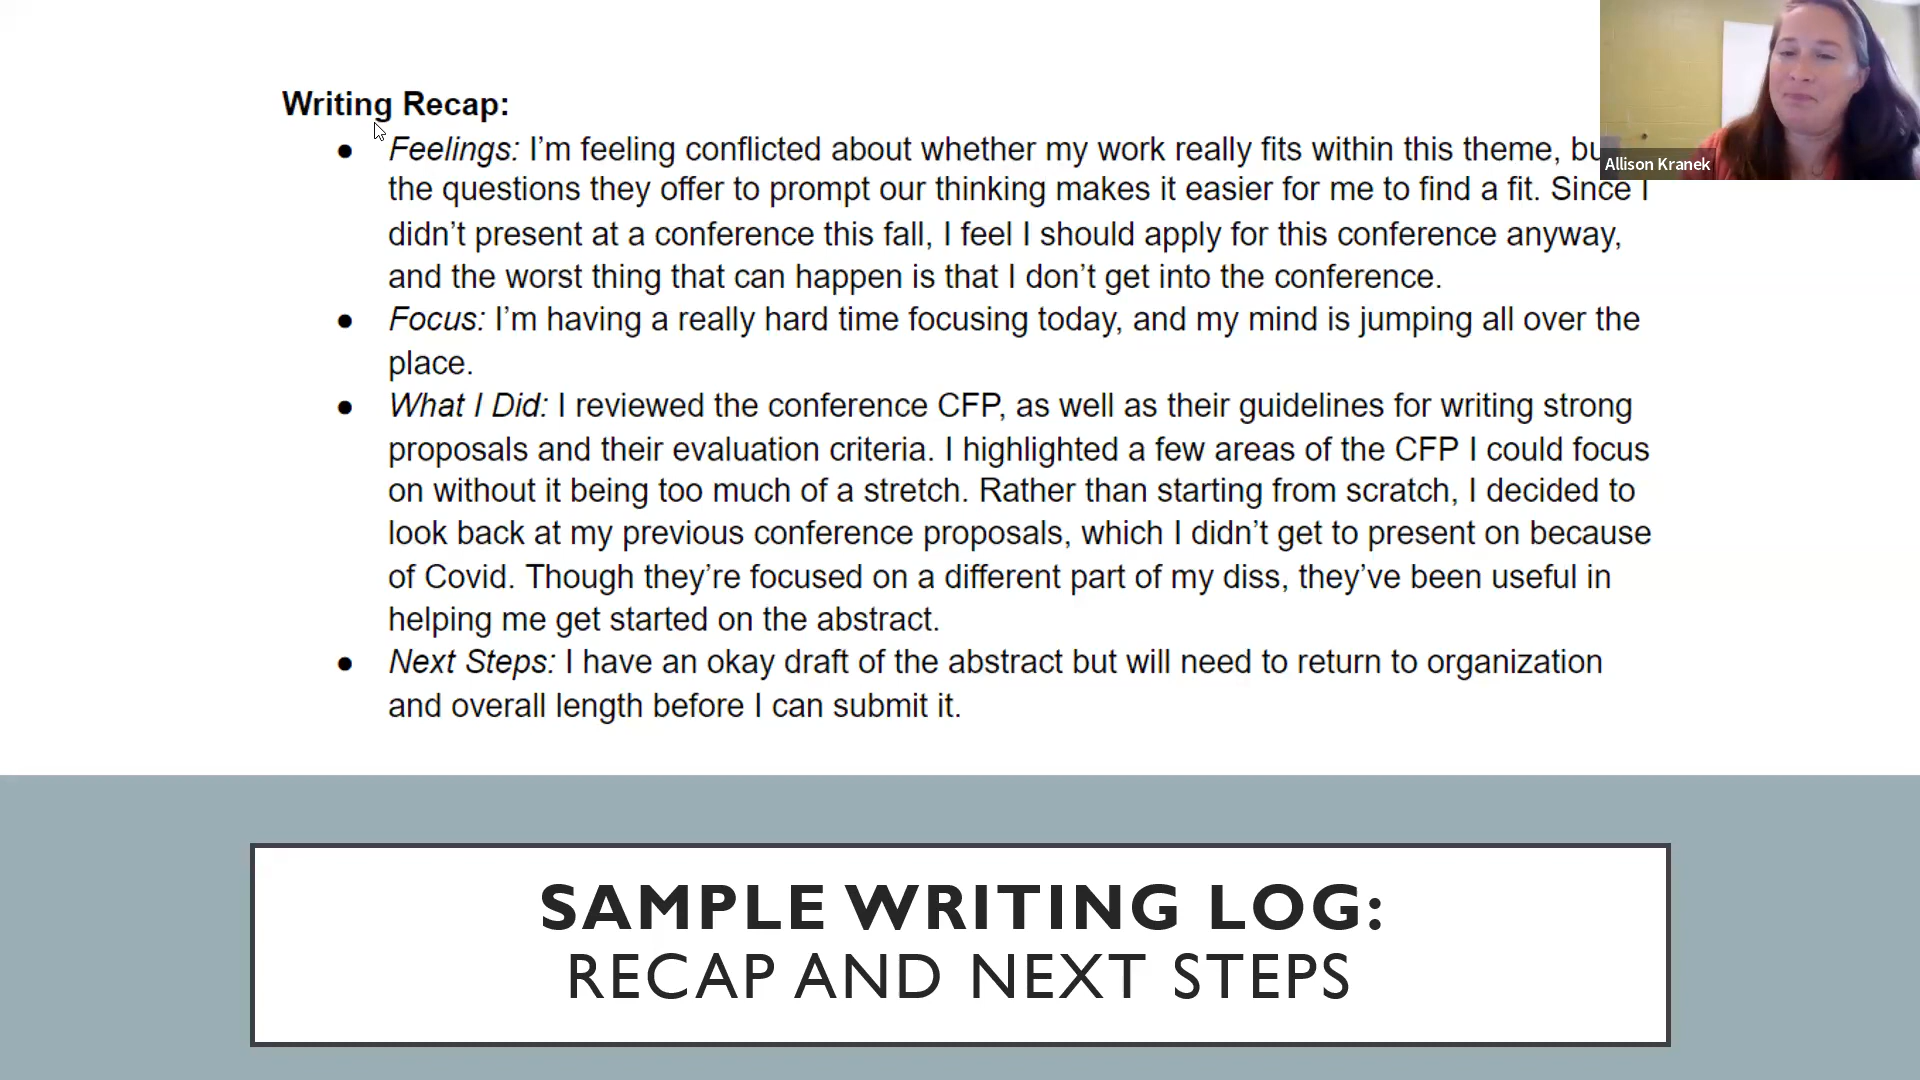 Writing Recap:
● Feelings: I’m feeling conflicted about whether my work really fits within this theme,
the questions they offer to prompt our thinking makes it easier for me to find a fit. Since I
didn’t present at a conference this fall, I feel I should apply for this conference anyway,
and the worst thing that can happen is that I don’t get into the conference.
● Focus: I’m having a really hard time focusing today, and my mind is jumping all over the
place.
● What I Did: I reviewed the conference CFP, as well as their guidelines for writing strong
proposals and their evaluation criteria. I highlighted a few areas of the CFP I could focus
on without it being too much of a stretch. Rather than starting from scratch, I decided to
look back at my previous conference proposals, which I didn’t get to present on because
of Covid. Though they’re focused on a different part of my diss, they’ve been useful in
helping me get started on the abstract.
● Next Steps: I have an okay draft of the abstract but will need to return to organization
and overall length before I can submit it.
Allison Kranek
SAMPLE WRITING LOG:
RECAP AND NEXT STEPS